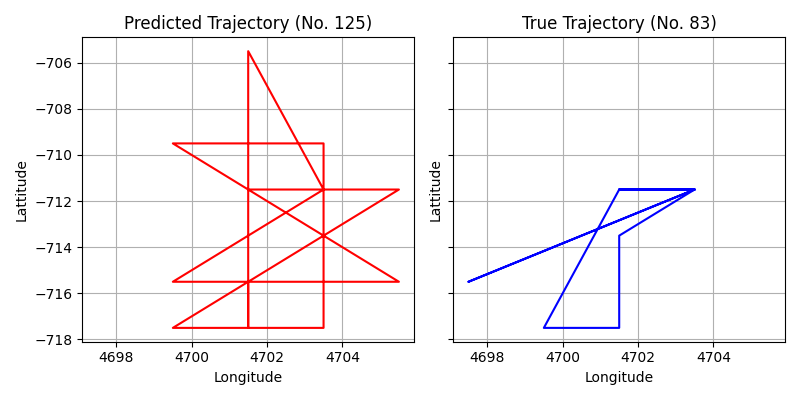 Predicted Trajectory (No. 125)
True Trajectory (No. 83)
−706
−708
−710
−712
−714
−716
−718
Lattitude
Lattitude
4698 4700 4702 4704
4698 4700 4702 4704
Longitude
Longitude